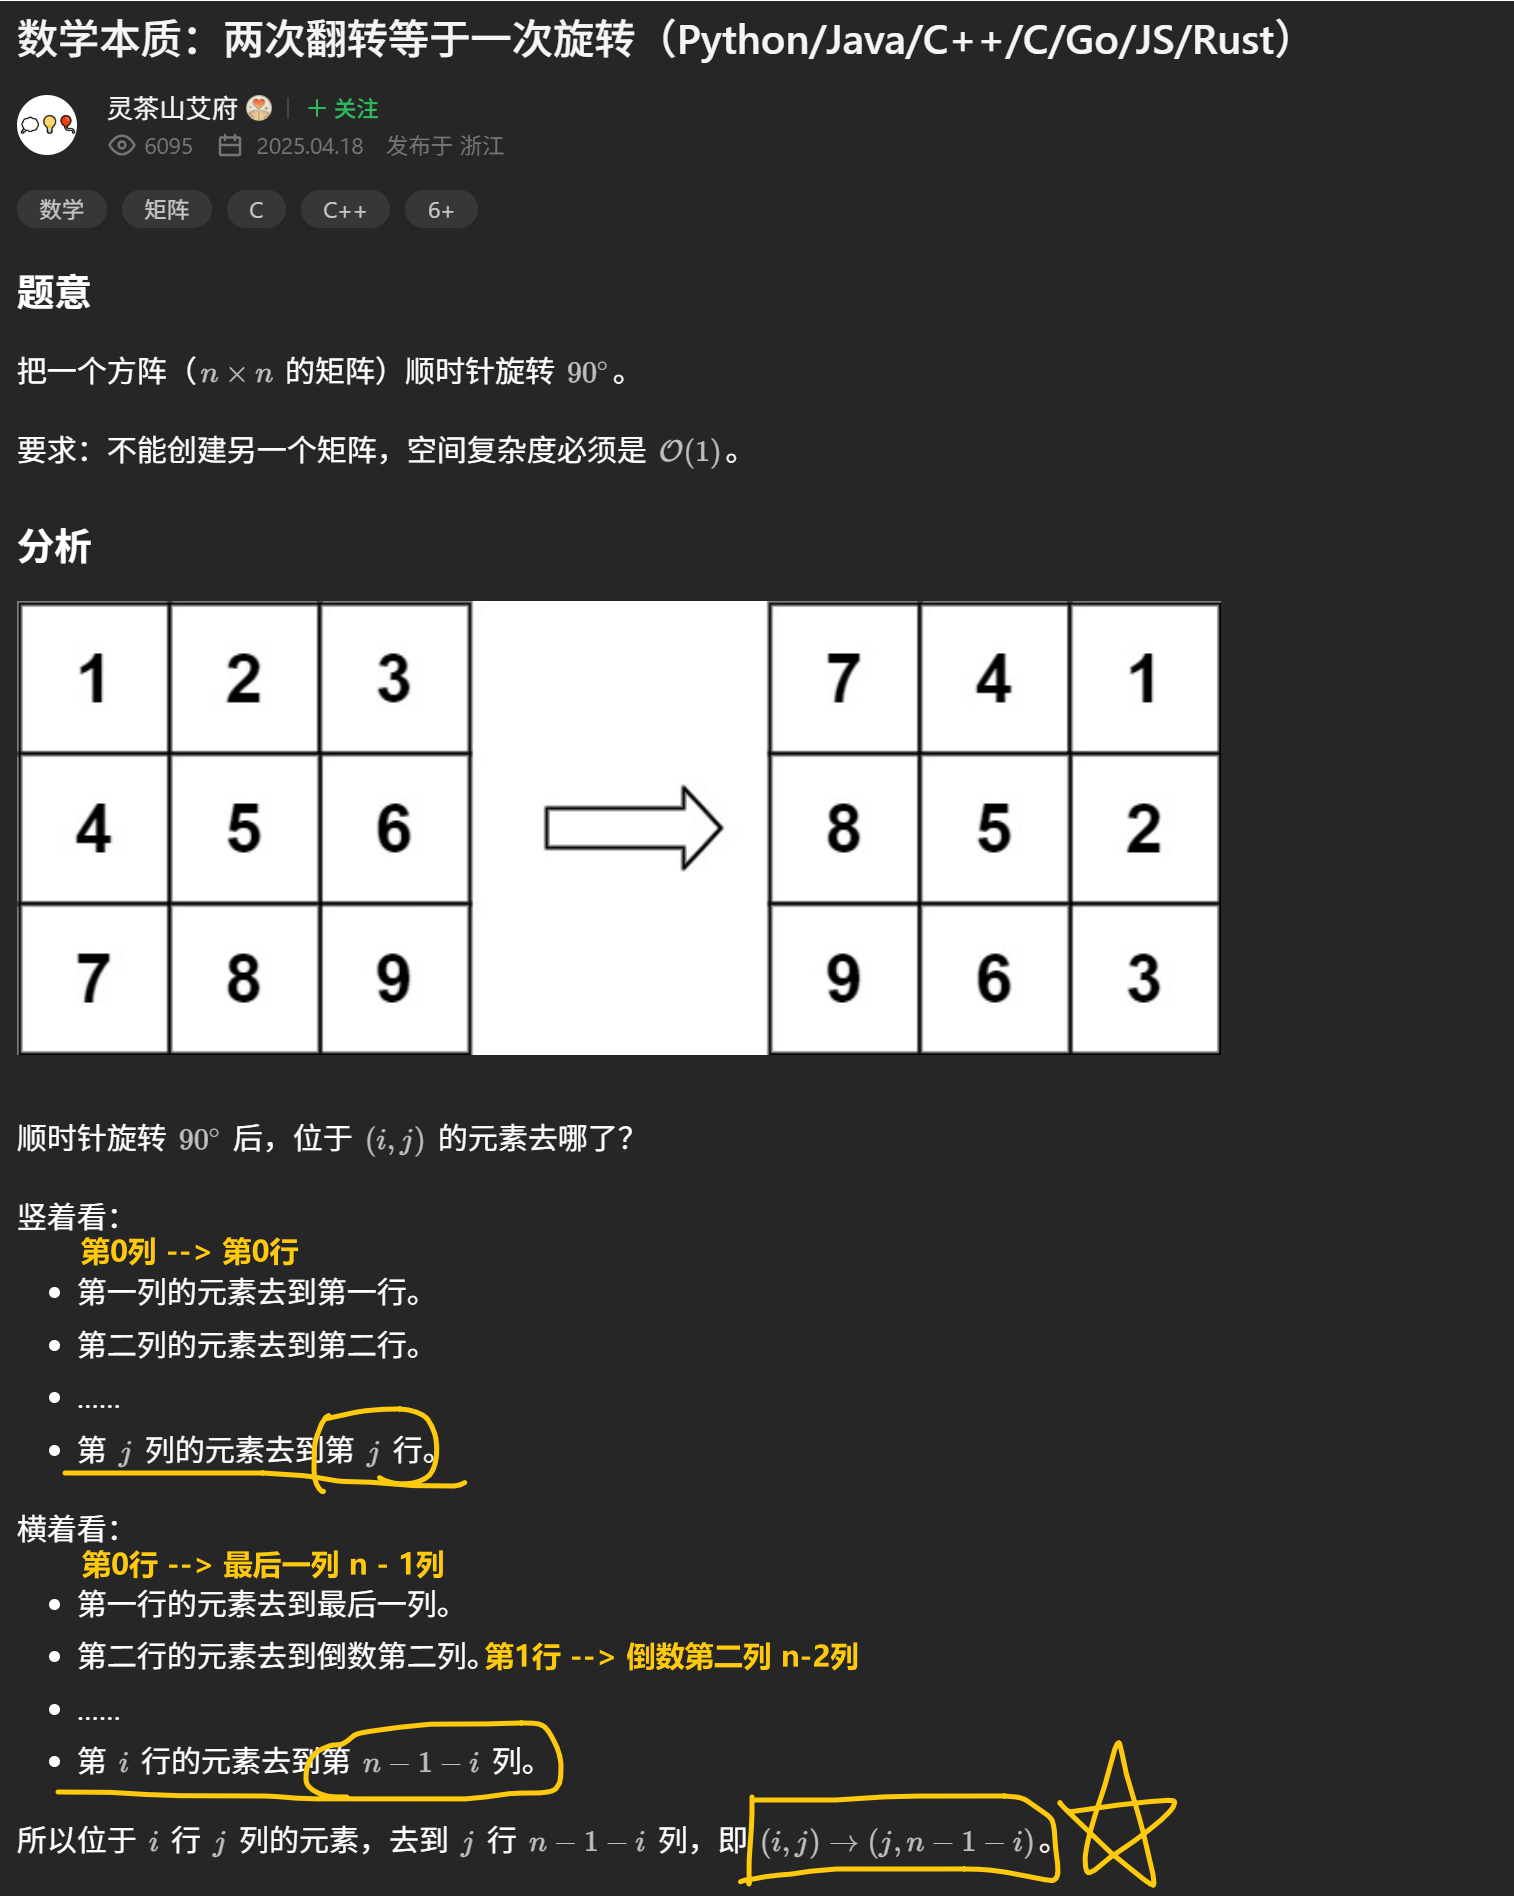 数学本质：两次翻转等于一次旋转（Python/Java/C++/C/Go/JS/Rust）
灵茶山艾府 + 关注
6095 2025.04.18 发布于 浙江
数学 矩阵 C C++ 6+
题意
把一个方阵（n × n 的矩阵）顺时针旋转 90°。
要求：不能创建另一个矩阵，空间复杂度必须是 O(1)。
分析
1 2 3 7 4 1
4 5 6 8 5 2
7 8 9 9 6 3
顺时针旋转 90° 后，位于 (i, j) 的元素去哪了？
竖着看：
第0列 --> 第0行
• 第一列的元素去到第一行。
• 第二列的元素去到第二行。
• ……
• 第 j 列的元素去到第 j 行。
横着看：
第0行 --> 最后一列 n - 1列
• 第一行的元素去到最后一列。
• 第二行的元素去到倒数第二列。第1行 --> 倒数第二列 n-2列
• ……
• 第 i 行的元素去到第 n − 1 − i 列。
所以位于 i 行 j 列的元素，去到 j 行 n − 1 − i 列，即 (i, j) → (j, n − 1 − i)。